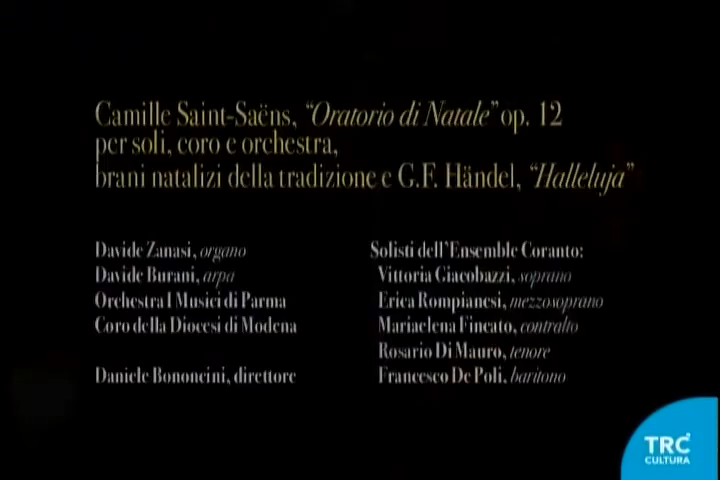 Camille Saint-Saëns, “Oratorio di Natale” op. 12
per soli, coro e orchestra,
brani natalizi della tradizione e G.F. Händel, “Halleluja”
Davide Zanasi, organo
Davide Burani, arpa
Orchestra I Musici di Parma
Coro della Diocesi di Modena
Daniele Bononcini, direttore
Solisti dell’Ensemble Coranto:
Vittoria Giacobazzi, soprano
Erica Rompianesi, mezzosoprano
Mariaelena Fincato, contralto
Rosario Di Mauro, tenore
Francesco De Poli, baritono
TRC
CULTURA